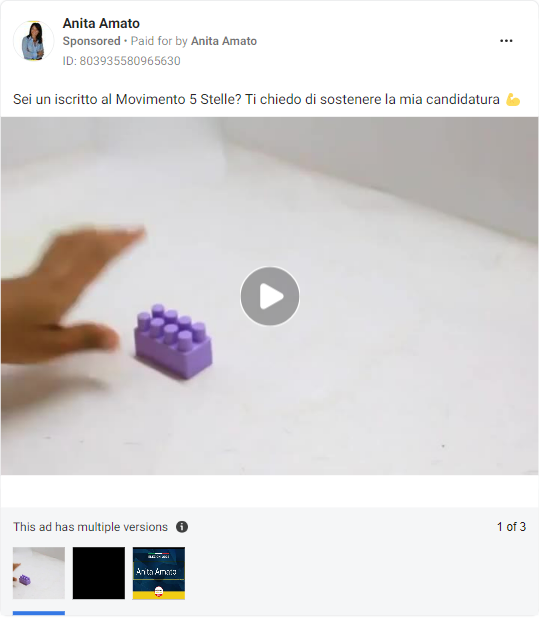 Anita Amato
Sponsored • Paid for by Anita Amato
ID: 803935580965630
Sei un iscritto al Movimento 5 Stelle? Ti chiedo di sostenere la mia candidatura 💪
This ad has multiple versions
1 of 3
Anita Amato